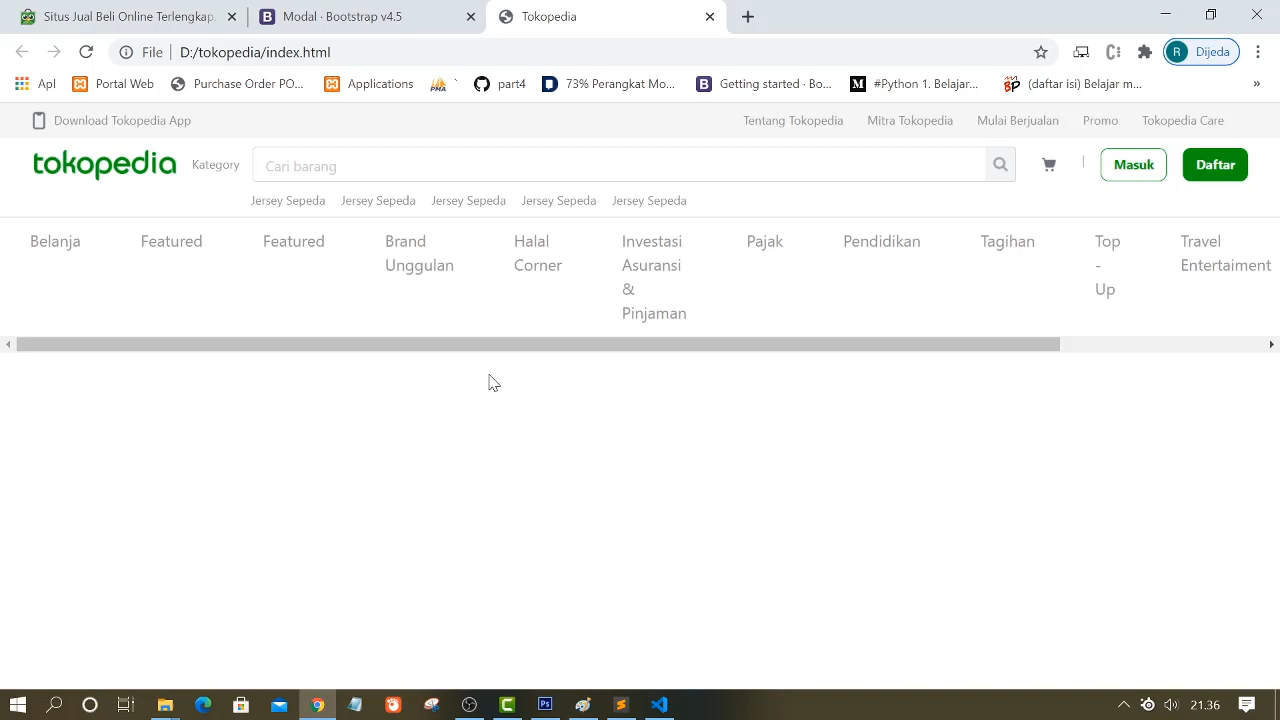 Situs Jual Beli Online Terlengkap,
Modal · Bootstrap v4.5
Tokopedia
File
D:/tokopedia/index.html
R
Dijeda
Apl
Portal Web
Purchase Order PO...
Applications
PMA
`
part4
73% Perangkat Mo...
Getting started · Bo...
M
#Python 1. Belajar...
(daftar isi) Belajar m...
»
Download Tokopedia App
Tentang Tokopedia
Mitra Tokopedia
Mulai Berjualan
Promo
Tokopedia Care
tokopedia
Kategory
Cari barang
|
Masuk
Daftar
Jersey Sepeda
Jersey Sepeda
Jersey Sepeda
Jersey Sepeda
Jersey Sepeda
Belanja
Featured
Featured
Brand
Unggulan
Halal
Corner
Investasi
Asuransi
&
Pinjaman
Pajak
Pendidikan
Tagihan
Top
-
Up
Travel
Entertaiment
Ps
21.36